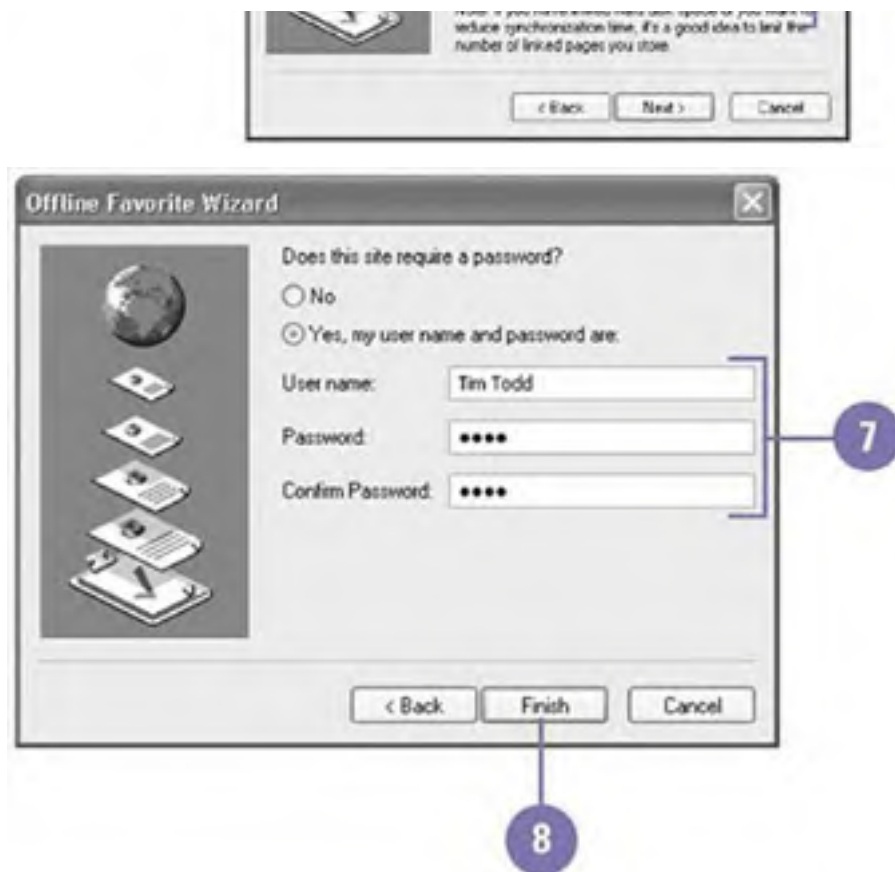 reduce synchronization time, it's a good idea to limit the
number of linked pages you store.
< Back Next > Cancel
Offline Favorite Wizard
Does this site require a password?
No
Yes, my user name and password are:
User name: Tim Todd
Password: ●●●●
Confirm Password: ●●●●
7
< Back Finish Cancel
8